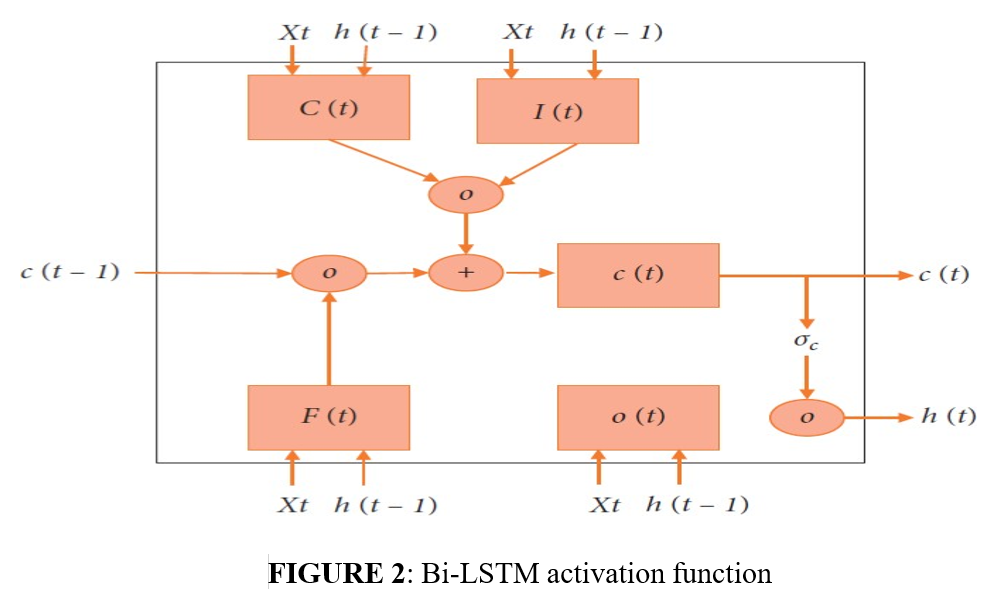 Xt h (t − 1) Xt h (t − 1)
C (t) I (t)
o
c (t − 1) o + c (t) c (t)
σc
F (t) o (t) o h (t)
Xt h (t − 1) Xt h (t − 1)
FIGURE 2: Bi-LSTM activation function